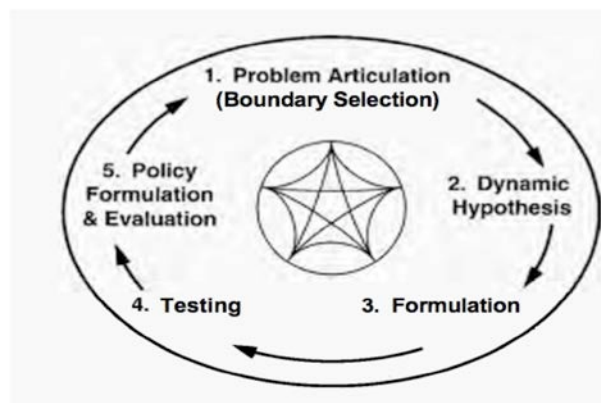 1. Problem Articulation
(Boundary Selection)
2. Dynamic
Hypothesis
3. Formulation
4. Testing
5. Policy
Formulation
& Evaluation